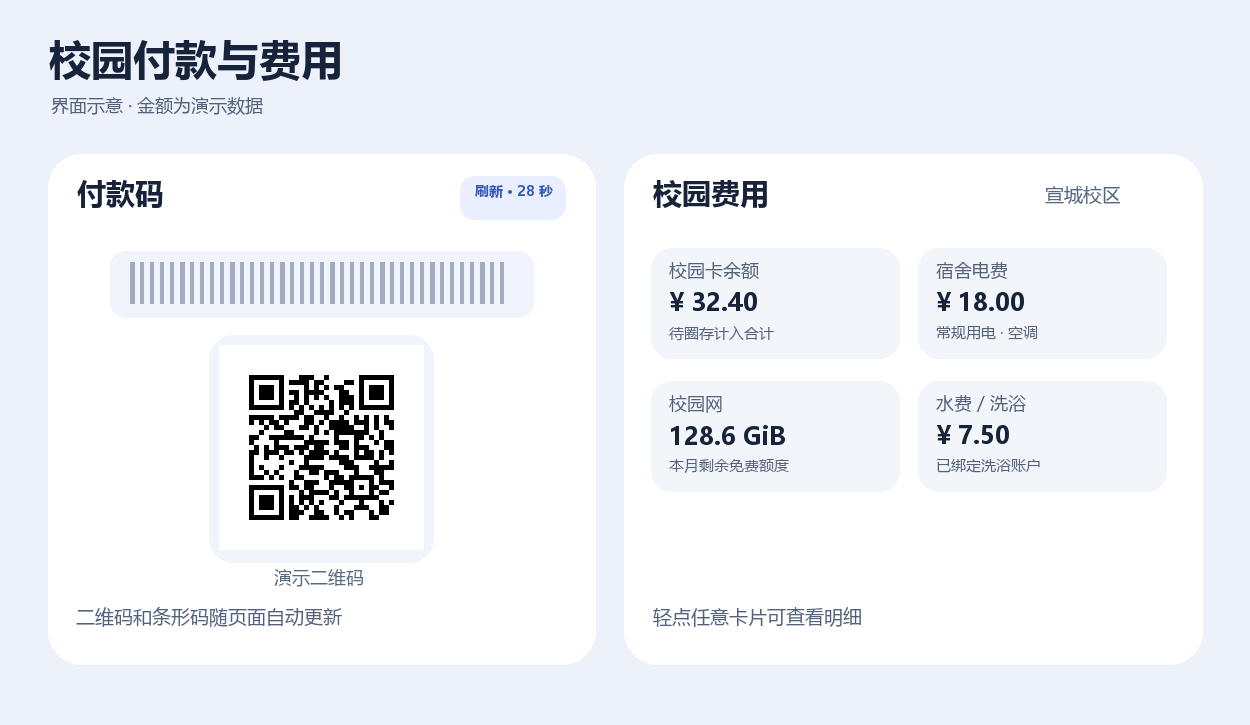 校园付款与费用
界面示意 · 金额为演示数据
付款码
刷新 • 28 秒
演示二维码
二维码和条形码随页面自动更新
校园费用
宣城校区
校园卡余额
¥ 32.40
待圈存计入合计
宿舍电费
¥ 18.00
常规用电 · 空调
校园网
128.6 GiB
本月剩余免费额度
水费 / 洗浴
¥ 7.50
已绑定洗浴账户
轻点任意卡片可查看明细